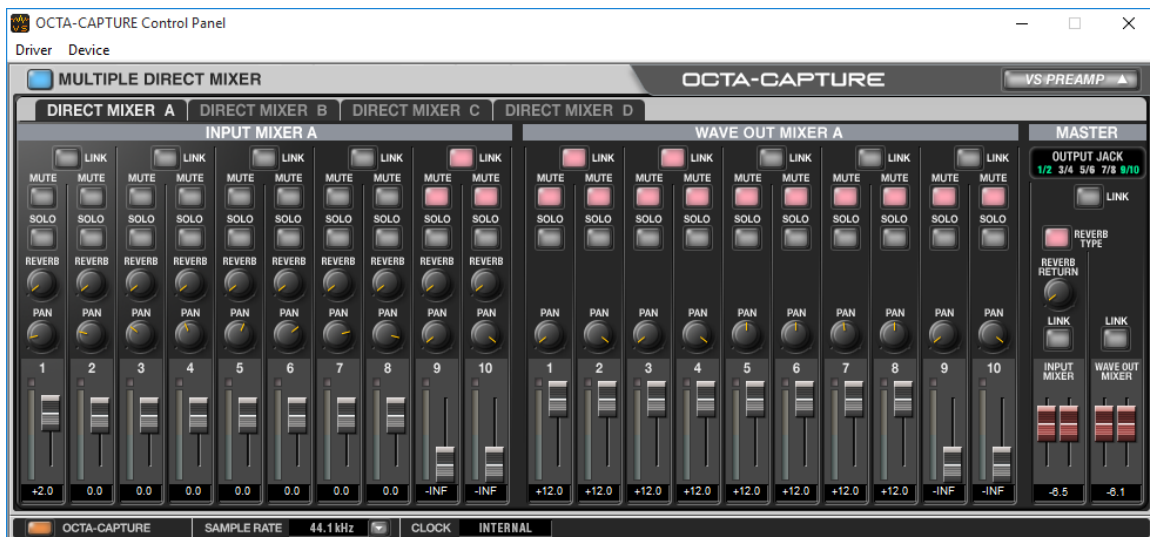 OCTA-CAPTURE Control Panel
Driver Device
MULTIPLE DIRECT MIXER OCTA-CAPTURE VS PREAMP
DIRECT MIXER A DIRECT MIXER B DIRECT MIXER C DIRECT MIXER D
INPUT MIXER A WAVE OUT MIXER A MASTER
LINK LINK LINK LINK LINK LINK LINK LINK LINK LINK OUTPUT JACK
1/2 3/4 5/6 7/8 9/10
MUTE MUTE MUTE MUTE MUTE MUTE MUTE MUTE MUTE MUTE MUTE MUTE MUTE MUTE MUTE MUTE MUTE MUTE MUTE MUTE
LINK
SOLO SOLO SOLO SOLO SOLO SOLO SOLO SOLO SOLO SOLO SOLO SOLO SOLO SOLO SOLO SOLO SOLO SOLO SOLO SOLO
REVERB
TYPE
REVERB REVERB REVERB REVERB REVERB REVERB REVERB REVERB REVERB REVERB REVERB
RETURN
PAN PAN PAN PAN PAN PAN PAN PAN PAN PAN PAN PAN PAN PAN PAN PAN PAN PAN PAN PAN
LINK LINK
1 2 3 4 5 6 7 8 9 10 1 2 3 4 5 6 7 8 9 10
INPUT MIXER WAVE OUT MIXER
+2.0 0.0 0.0 0.0 0.0 0.0 0.0 0.0 -INF -INF +12.0 +12.0 +12.0 +12.0 +12.0 +12.0 +12.0 +12.0 -INF -INF -6.5 -6.1
OCTA-CAPTURE SAMPLE RATE 44.1 kHz CLOCK INTERNAL